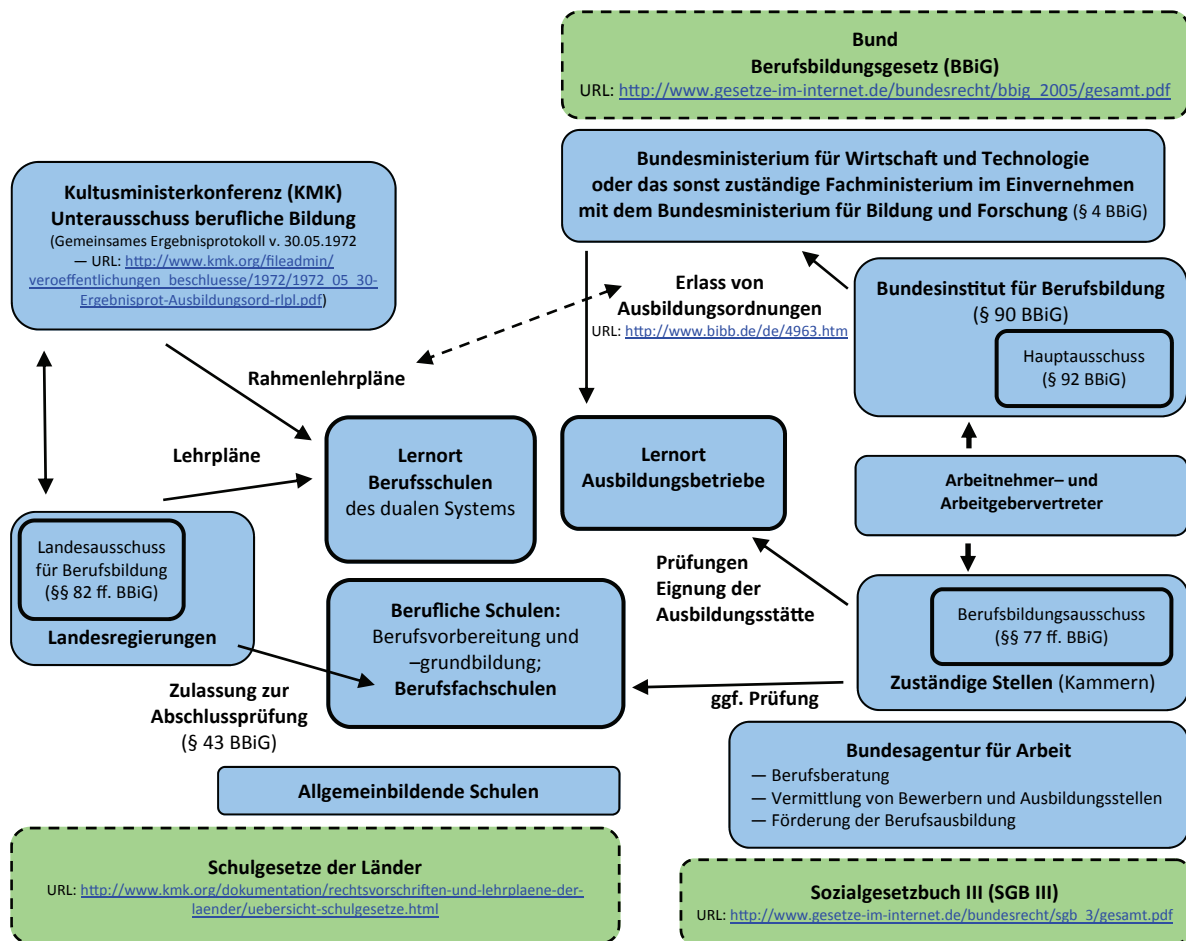 Bund
Berufsbildungsgesetz (BBiG)
URL: http://www.gesetze-im-internet.de/bundesrecht/bbig_2005/gesamt.pdf
Bundesministerium für Wirtschaft und Technologie
oder das sonst zuständige Fachministerium im Einvernehmen
mit dem Bundesministerium für Bildung und Forschung (§ 4 BBiG)
Kultusministerkonferenz (KMK)
Unterausschuss berufliche Bildung
(Gemeinsames Ergebnisprotokoll v. 30.05.1972
— URL: http://www.kmk.org/fileadmin/
veroeffentlichungen_beschluesse/1972/1972_05_30-
Ergebnisprot-Ausbildungsord-rlpl.pdf)
Erlass von
Ausbildungsordnungen
URL: http://www.bibb.de/de/4963.htm
Bundesinstitut für Berufsbildung
(§ 90 BBiG)
Hauptausschuss
(§ 92 BBiG)
Rahmenlehrpläne
Lehrpläne
Lernort
Berufsschulen
des dualen Systems
Lernort
Ausbildungsbetriebe
Arbeitnehmer– und
Arbeitgebervertreter
Landesausschuss
für Berufsbildung
(§§ 82 ff. BBiG)
Landesregierungen
Prüfungen
Eignung der
Ausbildungsstätte
Berufliche Schulen:
Berufsvorbereitung und
–grundbildung;
Berufsfachschulen
Berufsbildungsausschuss
(§§ 77 ff. BBiG)
Zuständige Stellen (Kammern)
Zulassung zur
Abschlussprüfung
(§ 43 BBiG)
ggf. Prüfung
Bundesagentur für Arbeit
— Berufsberatung
— Vermittlung von Bewerbern und Ausbildungsstellen
— Förderung der Berufsausbildung
Allgemeinbildende Schulen
Schulgesetze der Länder
URL: http://www.kmk.org/dokumentation/rechtsvorschriften-und-lehrplaene-der-
laender/uebersicht-schulgesetze.html
Sozialgesetzbuch III (SGB III)
URL: http://www.gesetze-im-internet.de/bundesrecht/sgb_3/gesamt.pdf